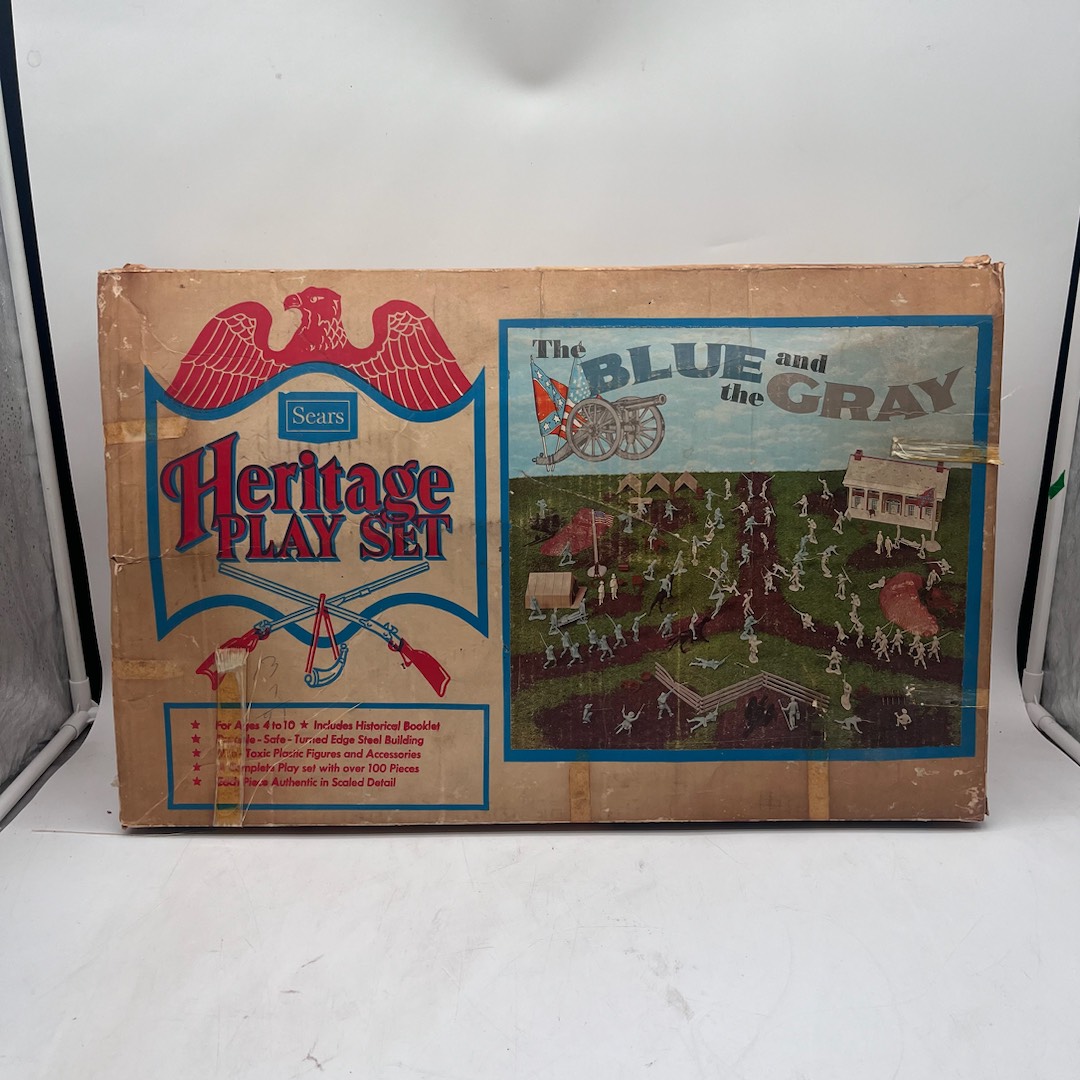 Sears
Heritage
PLAY SET
★ For Ages 4 to 10 ★ Includes Historical Booklet
★ - Safe - Turned Edge Steel Building
★ Toxic Plastic Figures and Accessories
★ Complete Play set with over 100 Pieces
★ Each Piece Authentic in Scaled Detail
The BLUE and
the GRAY